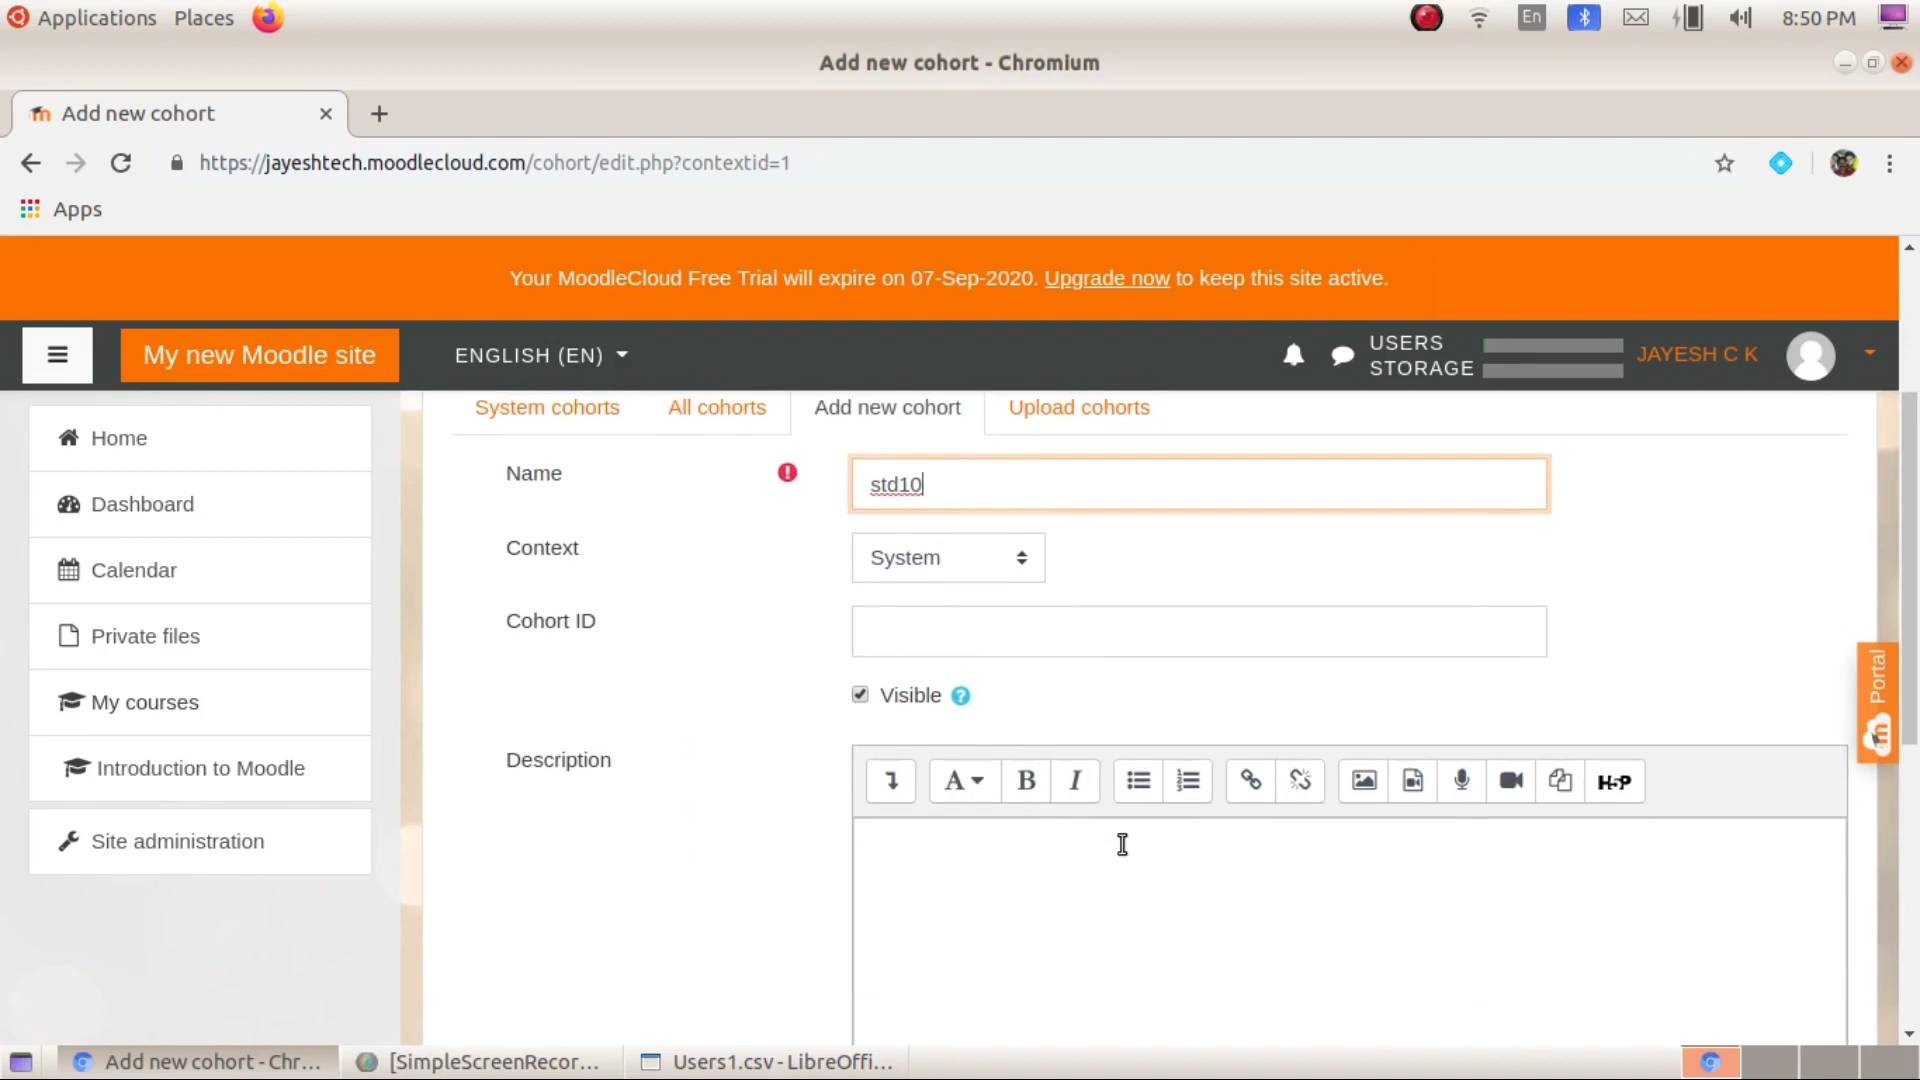 Applications Places En 8:50 PM
Add new cohort - Chromium
Add new cohort
https://jayeshtech.moodlecloud.com/cohort/edit.php?contextid=1
Apps
Your MoodleCloud Free Trial will expire on 07-Sep-2020. Upgrade now to keep this site active.
My new Moodle site ENGLISH (EN) USERS JAYESH C K
STORAGE
System cohorts All cohorts Add new cohort Upload cohorts
Home
Name std10
Dashboard
Context System
Calendar
Cohort ID
Private files
Visible
My courses
Portal
Description
Introduction to Moodle
A B I H5P
Site administration
Add new cohort - Chr... [SimpleScreenRecor... Users1.csv - LibreOffi...